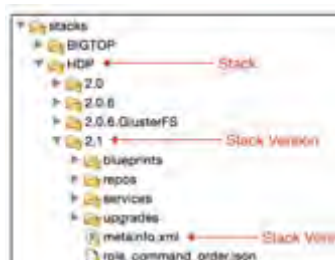 stacks
BIGTOP
HDP Stack
2.0
2.0.6
2.0.6.GlusterFS
2.1 Stack Version
blueprints
repos
services
upgrades
metainfo.xml Stack
role_command_order.json